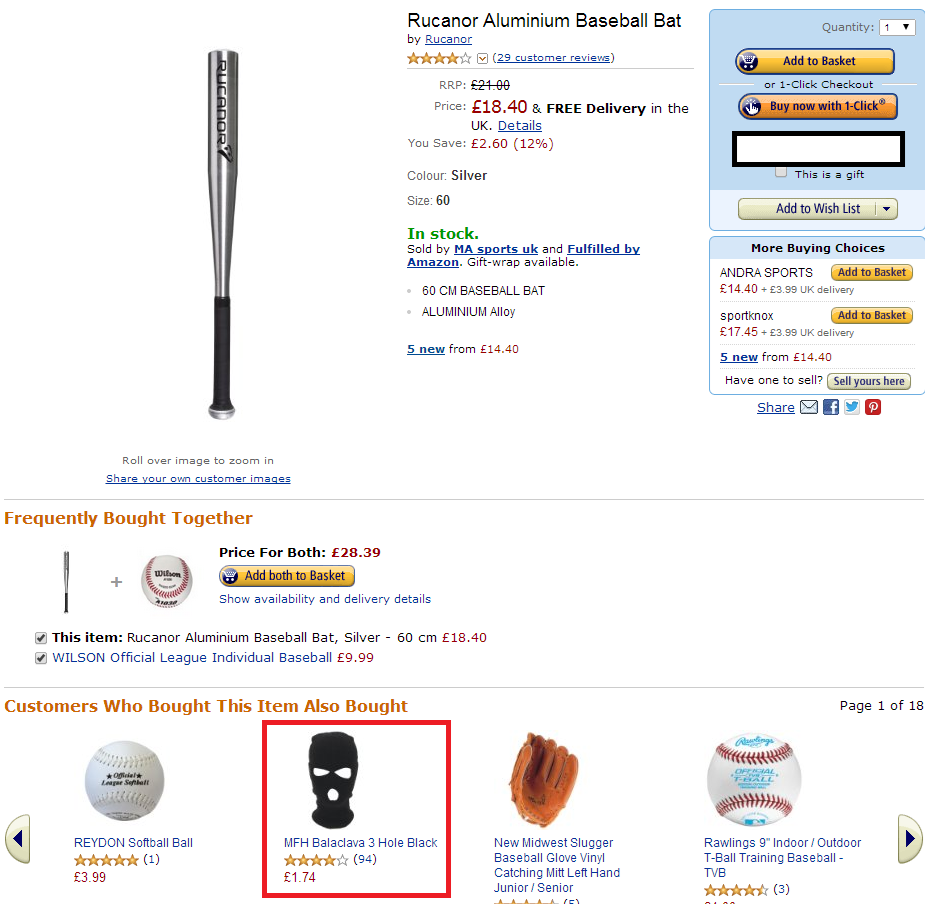 RUCANOR
Rucanor Aluminium Baseball Bat
by Rucanor
(29 customer reviews)
RRP: £21.00
Price: £18.40 & FREE Delivery in the
UK. Details
You Save: £2.60 (12%)
Colour: Silver
Size: 60
In stock.
Sold by MA sports uk and Fulfilled by
Amazon. Gift-wrap available.
60 CM BASEBALL BAT
ALUMINIUM Alloy
5 new from £14.40
Roll over image to zoom in
Share your own customer images
Quantity: 1
Add to Basket
or 1-Click Checkout
Buy now with 1-Click®
This is a gift
Add to Wish List
More Buying Choices
ANDRA SPORTS Add to Basket
£14.40 + £3.99 UK delivery
sportknox Add to Basket
£17.45 + £3.99 UK delivery
5 new from £14.40
Have one to sell? Sell yours here
Share
Frequently Bought Together
+
Wilson
A1030
Price For Both: £28.39
Add both to Basket
Show availability and delivery details
This item: Rucanor Aluminium Baseball Bat, Silver - 60 cm £18.40
WILSON Official League Individual Baseball £9.99
Customers Who Bought This Item Also Bought
Page 1 of 18
Official
League Softball
REYDON Softball Ball
(1)
£3.99
MFH Balaclava 3 Hole Black
(94)
£1.74
New Midwest Slugger
Baseball Glove Vinyl
Catching Mitt Left Hand
Junior / Senior
(5)
Rawlings
OFFICIAL
T-BALL
Rawlings 9" Indoor / Outdoor
T-Ball Training Baseball -
TVB
(3)